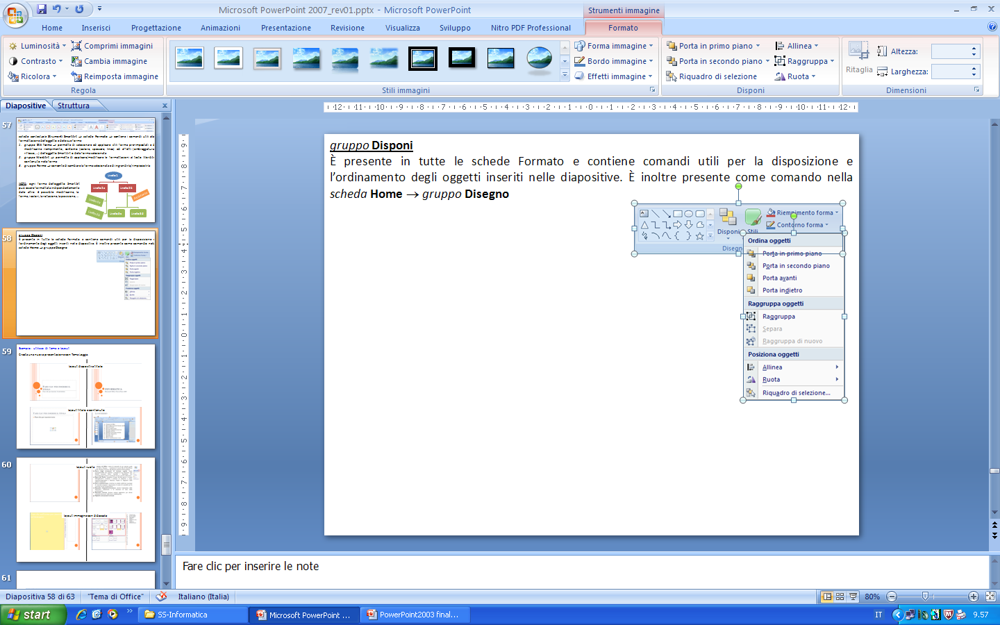 Microsoft PowerPoint 2007_rev01.pptx - Microsoft PowerPoint
Strumenti immagine
Home Inserisci Progettazione Animazioni Presentazione Revisione Visualizza Sviluppo Nitro PDF Professional Formato
Luminosità Comprimi immagini
Contrasto Cambia immagine
Ricolora Reimposta immagine
Regola
Stili immagini
Forma immagine
Bordo immagine
Effetti immagine
Porta in primo piano Allinea
Porta in secondo piano Raggruppa
Riquadro di selezione Ruota
Disponi
Ritaglia
Altezza:
Larghezza:
Dimensioni
Diapositive Struttura x
57
58
59
60
61
gruppo Disponi
È presente in tutte le schede Formato e contiene comandi utili per la disposizione e
l'ordinamento degli oggetti inseriti nelle diapositive. È inoltre presente come comando nella
scheda Home → gruppo Disegno
Disponi Stili
Riempimento forma
Contorno forma
Disegn
Ordina oggetti
Porta in primo piano
Porta in secondo piano
Porta avanti
Porta indietro
Raggruppa oggetti
Raggruppa
Separa
Raggruppa di nuovo
Posiziona oggetti
Allinea
Ruota
Riquadro di selezione...
Fare clic per inserire le note
Diapositiva 58 di 63 "Tema di Office" Italiano (Italia) 80%
start SS-Informatica Microsoft PowerPoint ... PowerPoint2003 final... IT 9.57